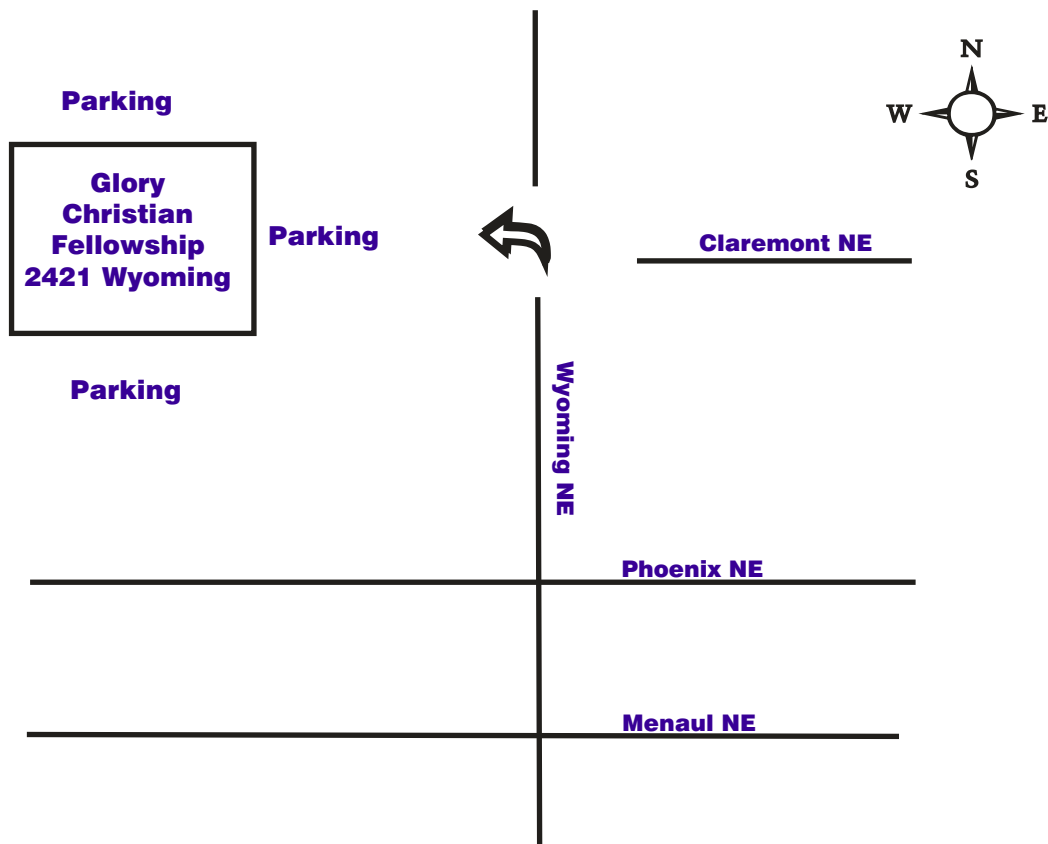 N
Parking
W
E
Glory
Christian
Fellowship
2421 Wyoming
S
Parking
Claremont NE
Parking
Wyoming NE
Phoenix NE
Menaul NE